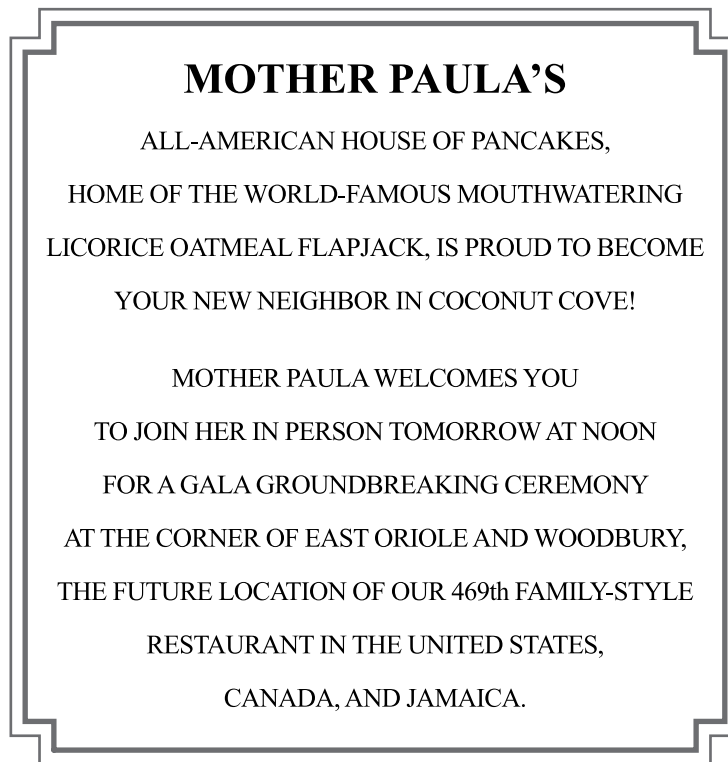 MOTHER PAULA’S
ALL-AMERICAN HOUSE OF PANCAKES,
HOME OF THE WORLD-FAMOUS MOUTHWATERING
LICORICE OATMEAL FLAPJACK, IS PROUD TO BECOME
YOUR NEW NEIGHBOR IN COCONUT COVE!
MOTHER PAULA WELCOMES YOU
TO JOIN HER IN PERSON TOMORROW AT NOON
FOR A GALA GROUNDBREAKING CEREMONY
AT THE CORNER OF EAST ORIOLE AND WOODBURY,
THE FUTURE LOCATION OF OUR 469th FAMILY-STYLE
RESTAURANT IN THE UNITED STATES,
CANADA, AND JAMAICA.